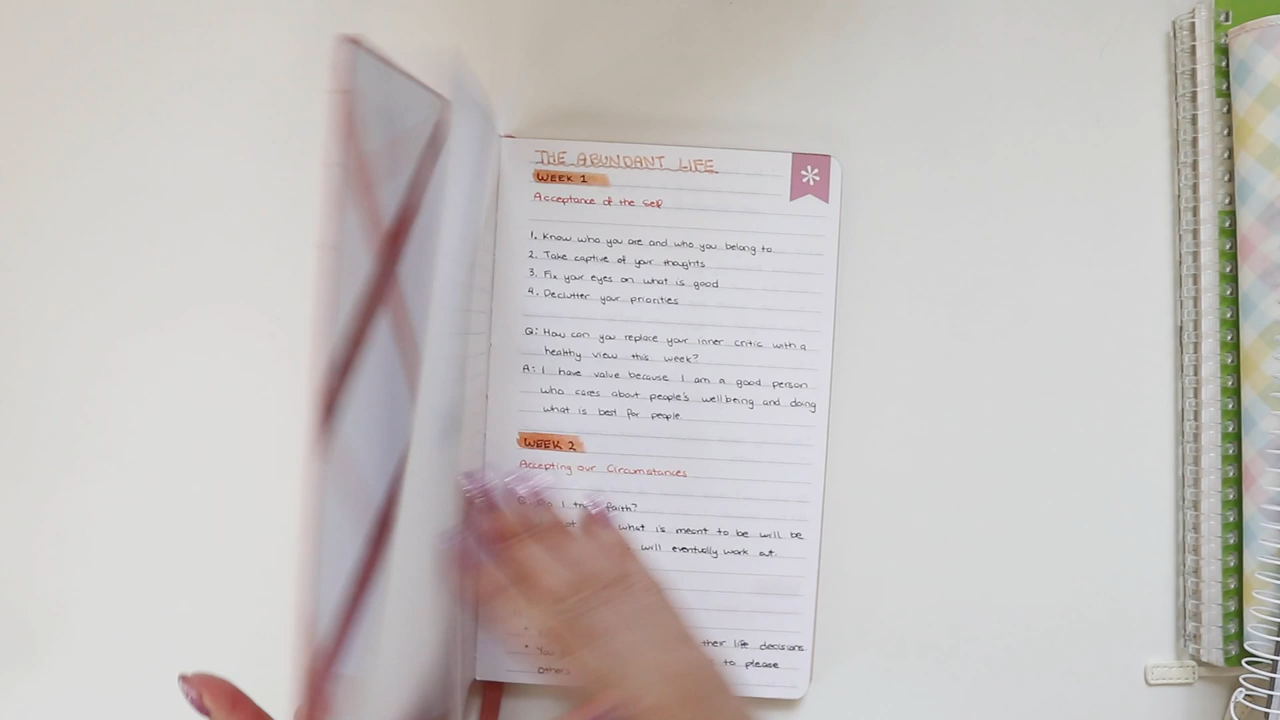 THE ABUNDANT LIFE
WEEK 1
Acceptance of the Self
1. Know who you are and who you belong to
2. Take captive of your thoughts
3. Fix your eyes on what is good
4. Declutter your priorities
Q: How can you replace your inner critic with a
healthy view this week?
A: I have value because I am a good person
who cares about people's wellbeing and doing
what is best for people.
WEEK 2
Accepting our Circumstances
I faith?
what is meant to be will be
will eventually work out.
life decisions
• You to please
others